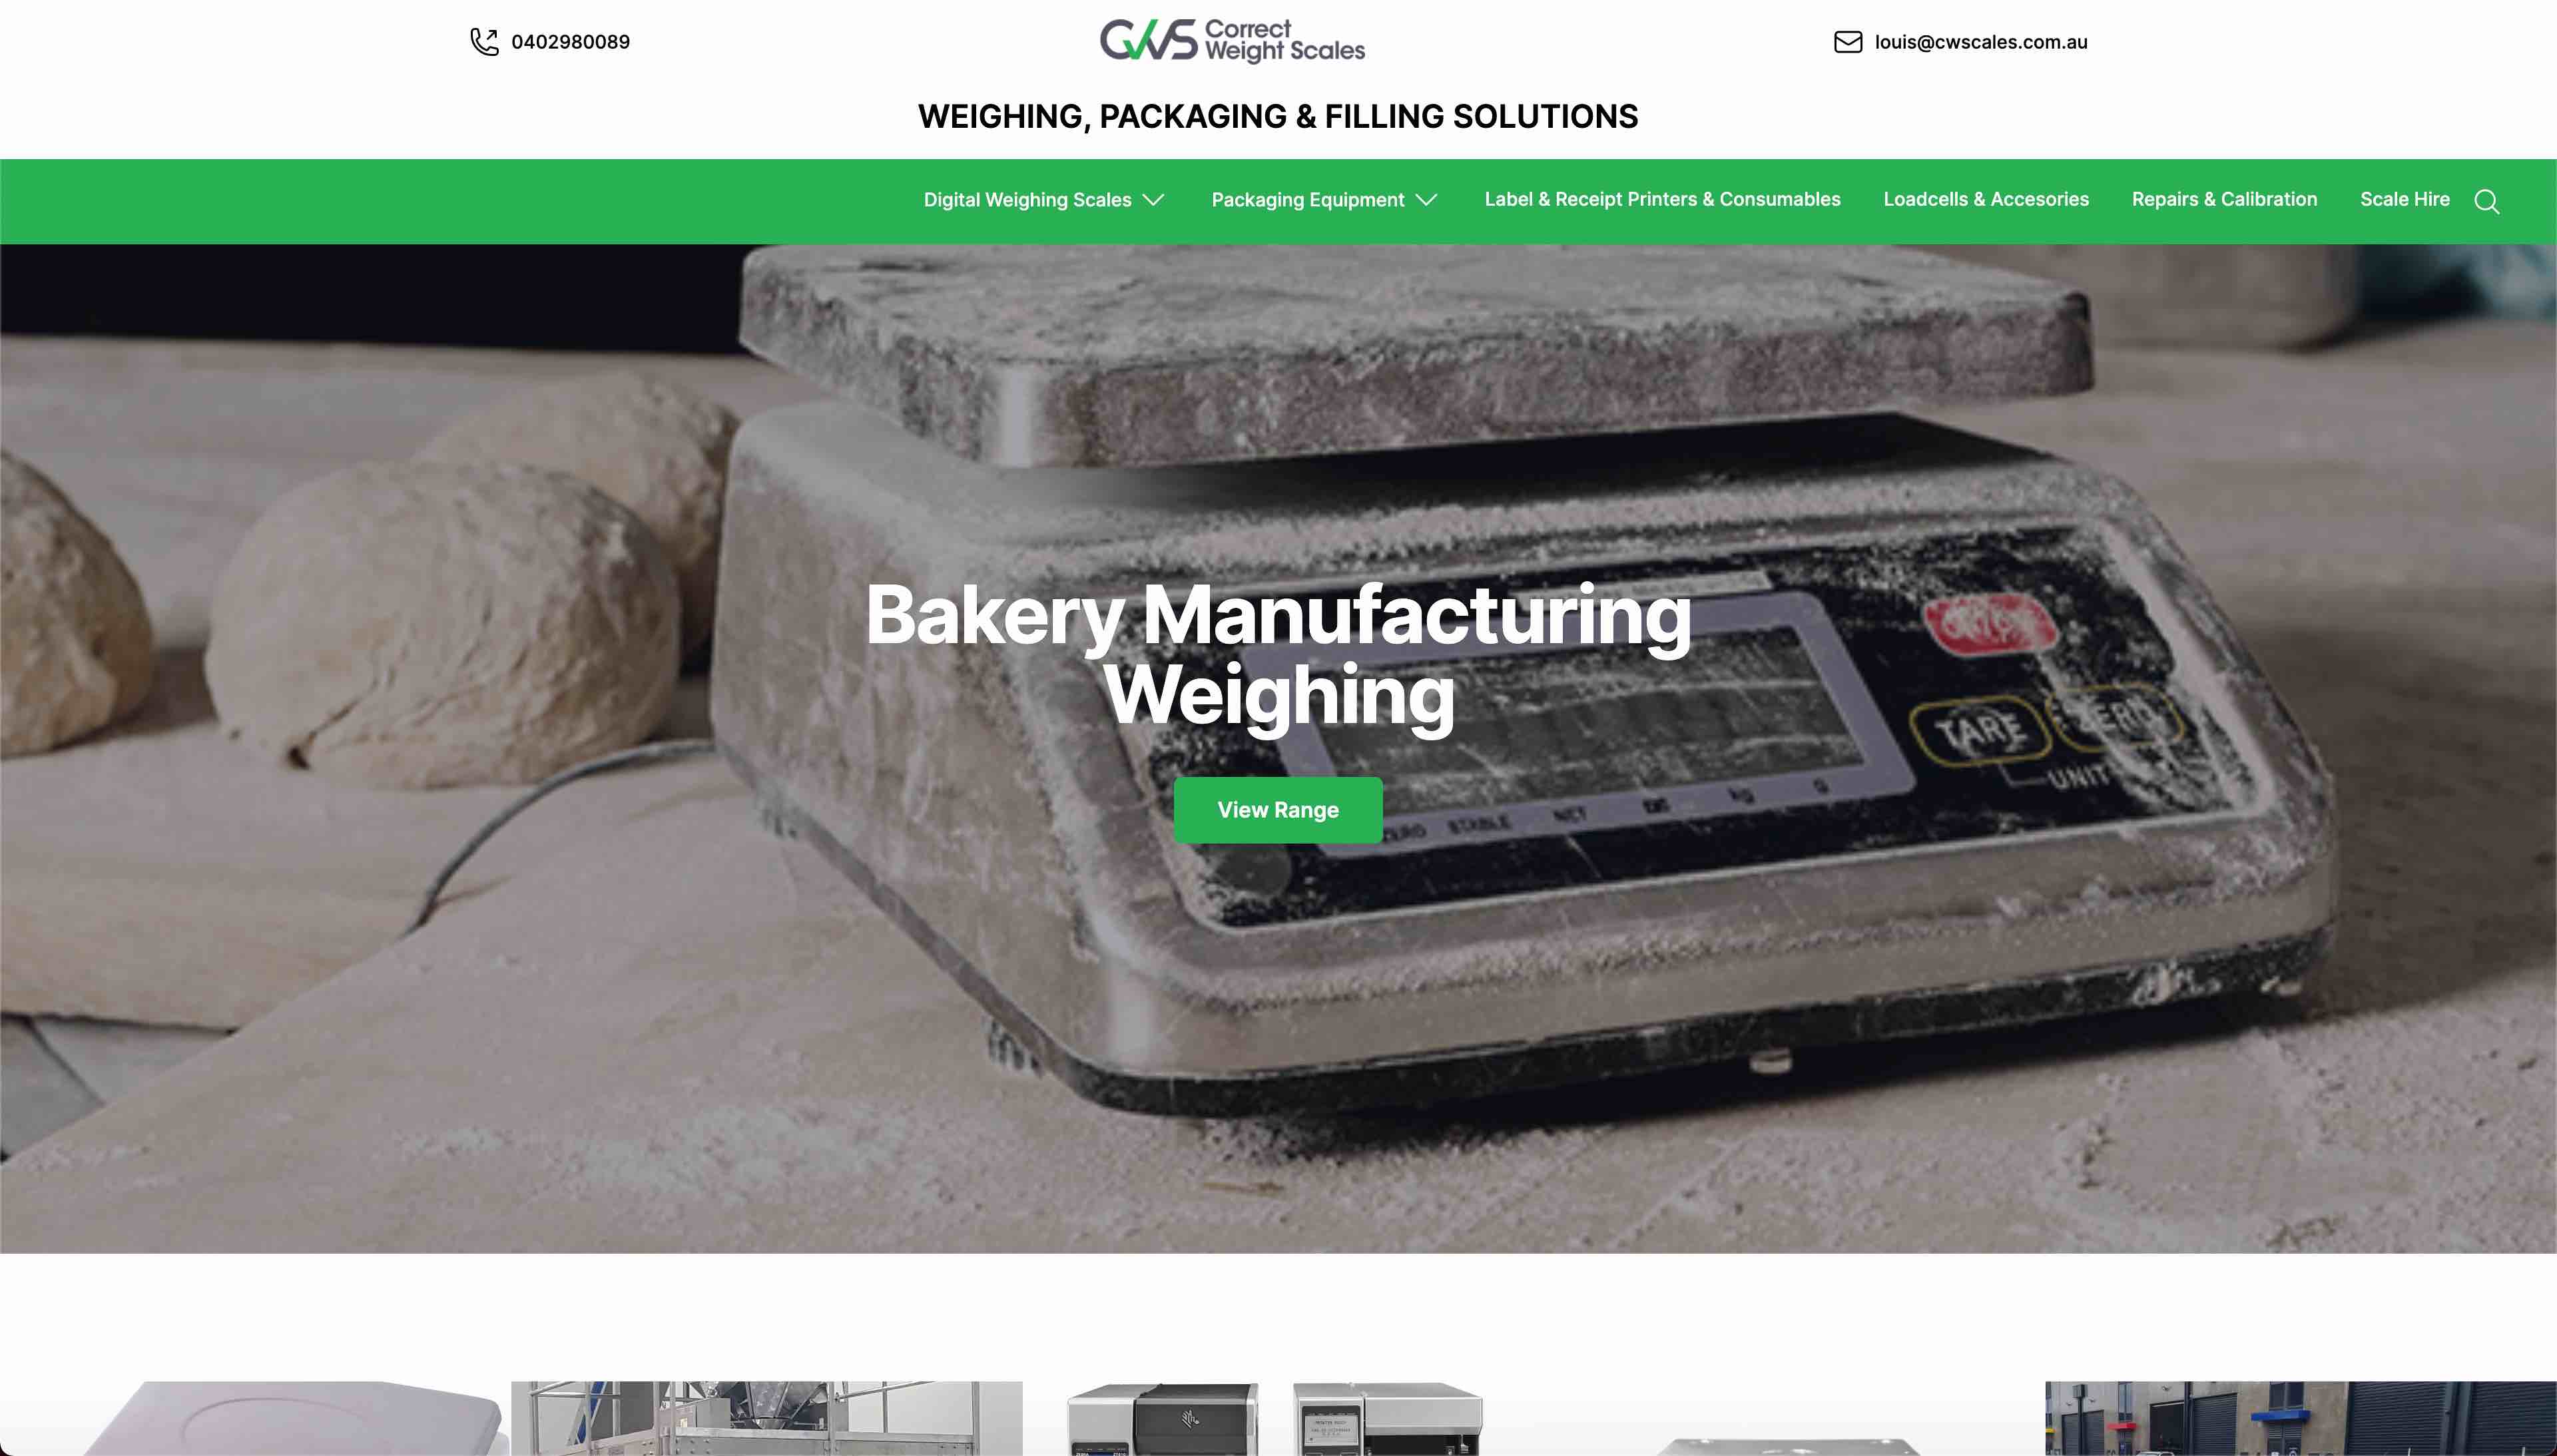 0402980089
CWS Correct Weight Scales
louis@cwscales.com.au
WEIGHING, PACKAGING & FILLING SOLUTIONS
Digital Weighing Scales
Packaging Equipment
Label & Receipt Printers & Consumables
Loadcells & Accesories
Repairs & Calibration
Scale Hire
Bakery Manufacturing
Weighing
View Range
TARE
ZERO
UNIT
ZERO STABLE NET kg g